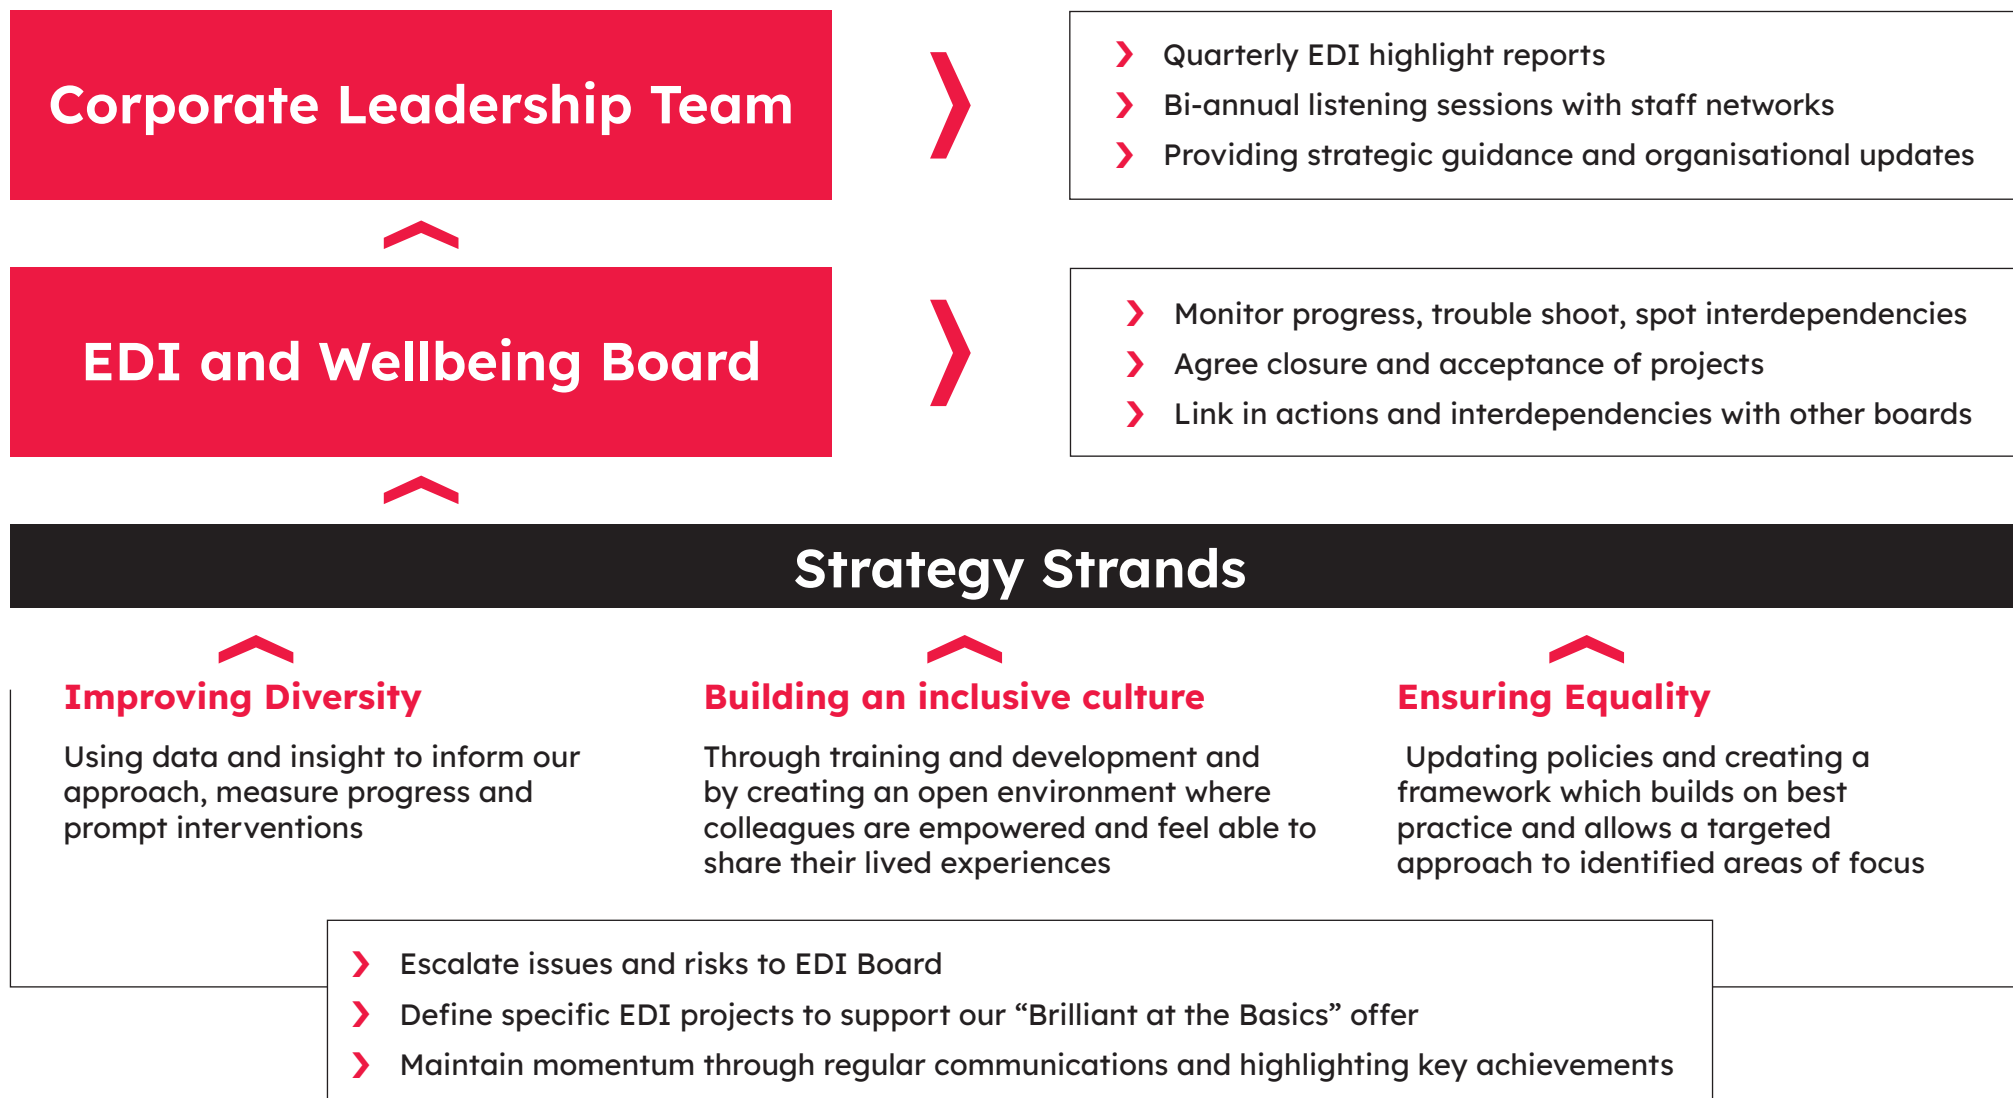 Corporate Leadership Team
Quarterly EDI highlight reports
Bi-annual listening sessions with staff networks
Providing strategic guidance and organisational updates
EDI and Wellbeing Board
Monitor progress, trouble shoot, spot interdependencies
Agree closure and acceptance of projects
Link in actions and interdependencies with other boards
Strategy Strands
Improving Diversity
Using data and insight to inform our
approach, measure progress and
prompt interventions
Building an inclusive culture
Through training and development and
by creating an open environment where
colleagues are empowered and feel able to
share their lived experiences
Ensuring Equality
Updating policies and creating a
framework which builds on best
practice and allows a targeted
approach to identified areas of focus
Escalate issues and risks to EDI Board
Define specific EDI projects to support our “Brilliant at the Basics” offer
Maintain momentum through regular communications and highlighting key achievements